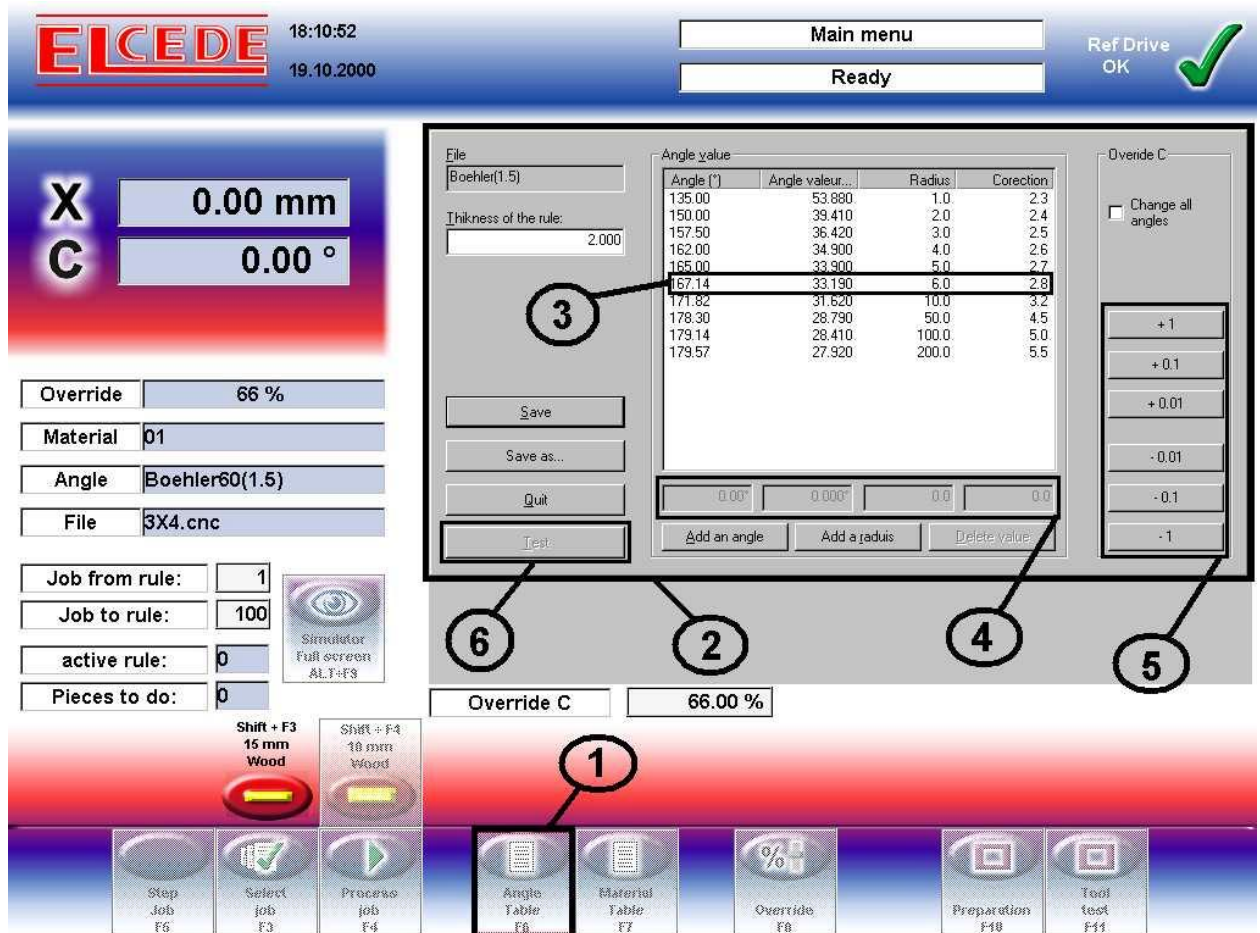 ELCEDE
18:10:52
19.10.2000
Main menu
Ready
Ref Drive
OK
X
0.00 mm
C
0.00 °
Override
66 %
Material
01
Angle
Boehler60(1.5)
File
3X4.cnc
Job from rule:
1
Job to rule:
100
active rule:
0
Pieces to do:
0
Simulator
Full screen
ALT+F9
File
Boehler(1.5)
Thikness of the rule:
2.000
Save
Save as...
Quit
Test
Angle value
Angle (°) Angle valeur... Radius Corection
135.00 53.880 1.0 2.3
150.00 39.410 2.0 2.4
157.50 36.420 3.0 2.5
162.00 34.900 4.0 2.6
165.00 33.900 5.0 2.7
167.14 33.190 6.0 2.8
171.82 31.620 10.0 3.2
178.30 28.790 50.0 4.5
179.14 28.410 100.0 5.0
179.57 27.920 200.0 5.5
0.00° 0.000° 0.0 0.0
Add an angle
Add a raduis
Delete value
Overide C
Change all
angles
+ 1
+ 0.1
+ 0.01
- 0.01
- 0.1
- 1
3
6
2
4
5
Override C
66.00 %
Shift + F3
15 mm
Wood
Shift + F4
10 mm
Wood
1
Step
Job
F5
Select
job
F3
Process
job
F4
Angle
Table
F6
Material
Table
F7
%
Override
F8
Preparation
F10
Tool
test
F11